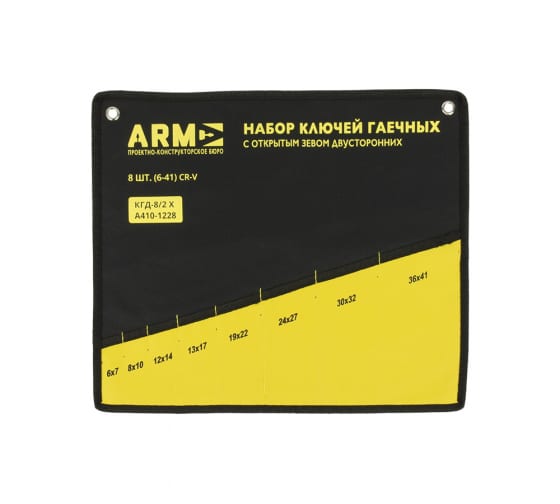 ARMA
ПРОЕКТНО-КОНСТРУКТОРСКОЕ БЮРО
НАБОР КЛЮЧЕЙ ГАЕЧНЫХ
С ОТКРЫТЫМ ЗЕВОМ ДВУСТОРОННИХ
8 ШТ. (6-41) CR-V
КГД-8/2 Х
А410-1228
6x7
8x10
12x14
13x17
19x22
24x27
30x32
36x41